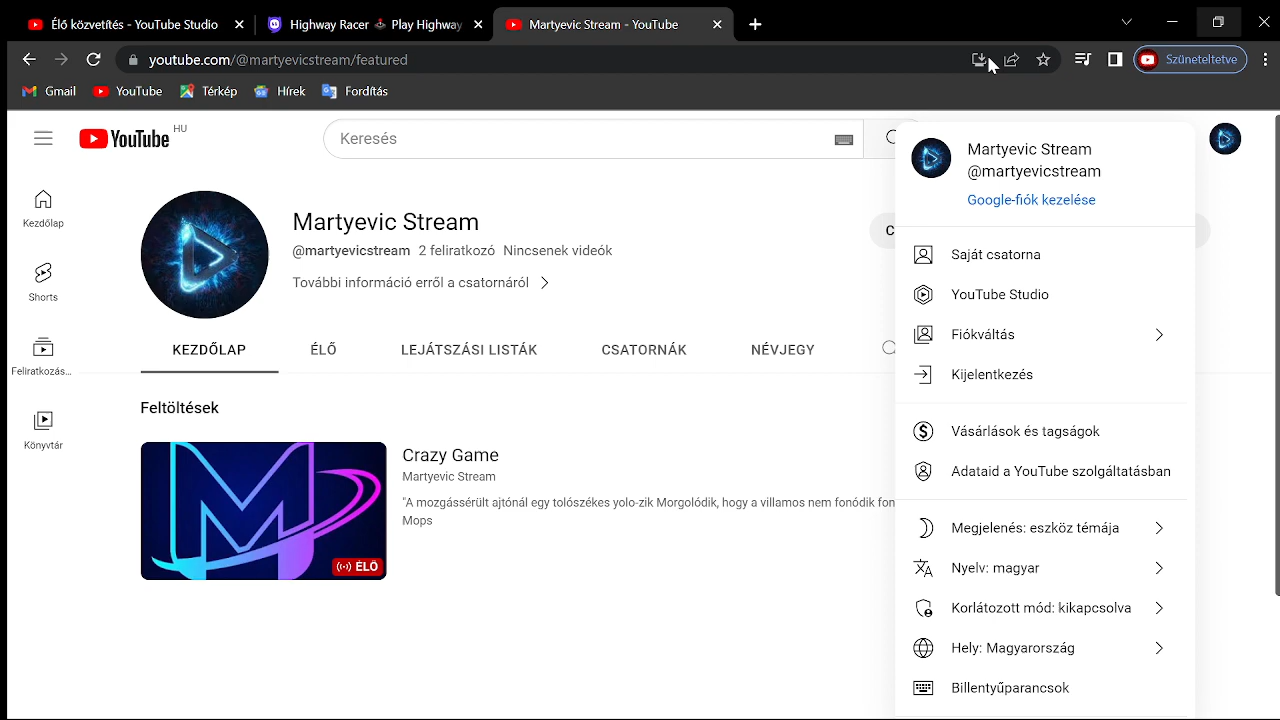 Élő közvetítés - YouTube Studio
Highway Racer 🕹 Play Highway
Martyevic Stream - YouTube
youtube.com/@martyevicstream/featured
Szüneteltetve
Gmail
YouTube
Térkép
Hírek
Fordítás
YouTube HU
Keresés
Kezdőlap
Shorts
Feliratkozás...
Könyvtár
Martyevic Stream
@martyevicstream 2 feliratkozó Nincsenek videók
További információ erről a csatornáról
C
KEZDŐLAP
ÉLŐ
LEJÁTSZÁSI LISTÁK
CSATORNÁK
NÉVJEGY
Feltöltések
M
ÉLŐ
Crazy Game
Martyevic Stream
"A mozgássérült ajtónál egy tolószékes yolo-zik Morgolódik, hogy a villamos nem fonódik fon
Mops
Martyevic Stream
@martyevicstream
Google-fiók kezelése
Saját csatorna
YouTube Studio
Fiókváltás
Kijelentkezés
Vásárlások és tagságok
Adataid a YouTube szolgáltatásban
Megjelenés: eszköz témája
Nyelv: magyar
Korlátozott mód: kikapcsolva
Hely: Magyarország
Billentyűparancsok